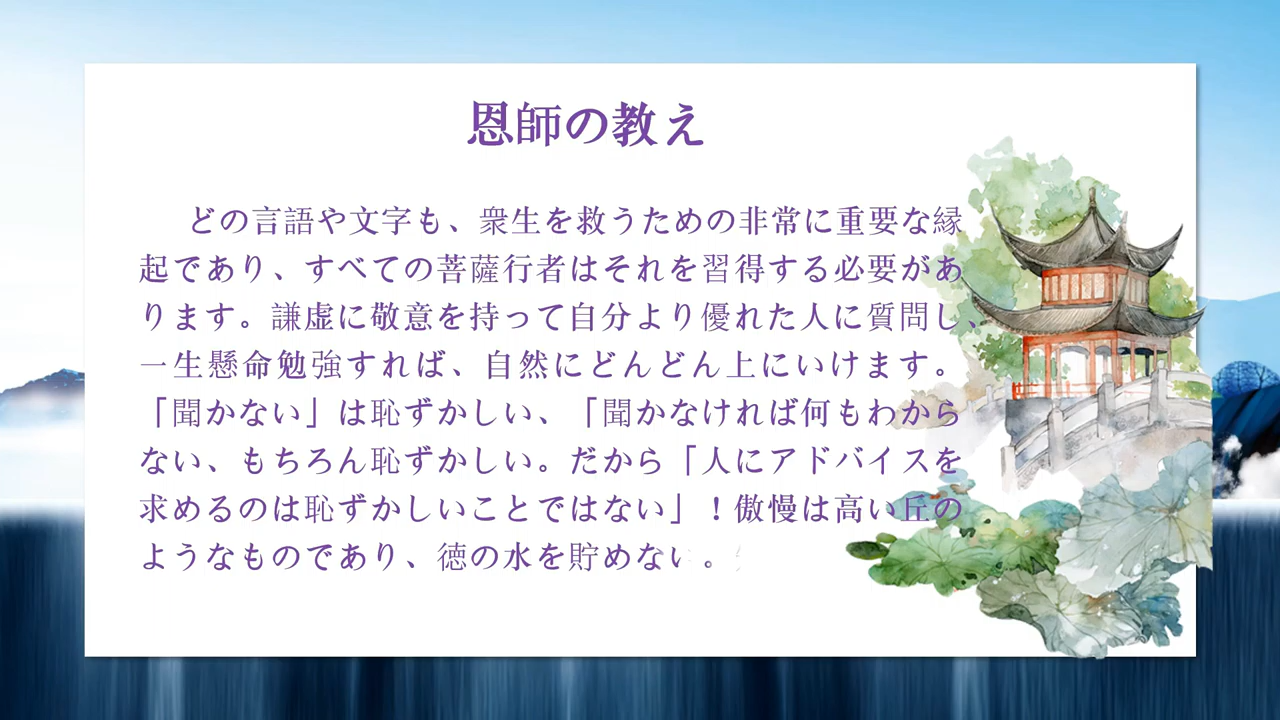 恩師の教え
どの言語や文字も、衆生を救うための非常に重要な縁
起であり、すべての菩薩行者はそれを習得する必要があ
ります。謙虚に敬意を持って自分より優れた人に質問し、
一生懸命勉強すれば、自然にどんどん上にいけます。
「聞かない」は恥ずかしい、「聞かなければ何もわから
ない、もちろん恥ずかしい。だから「人にアドバイスを
求めるのは恥ずかしいことではない」！傲慢は高い丘の
ようなものであり、徳の水を貯めない。